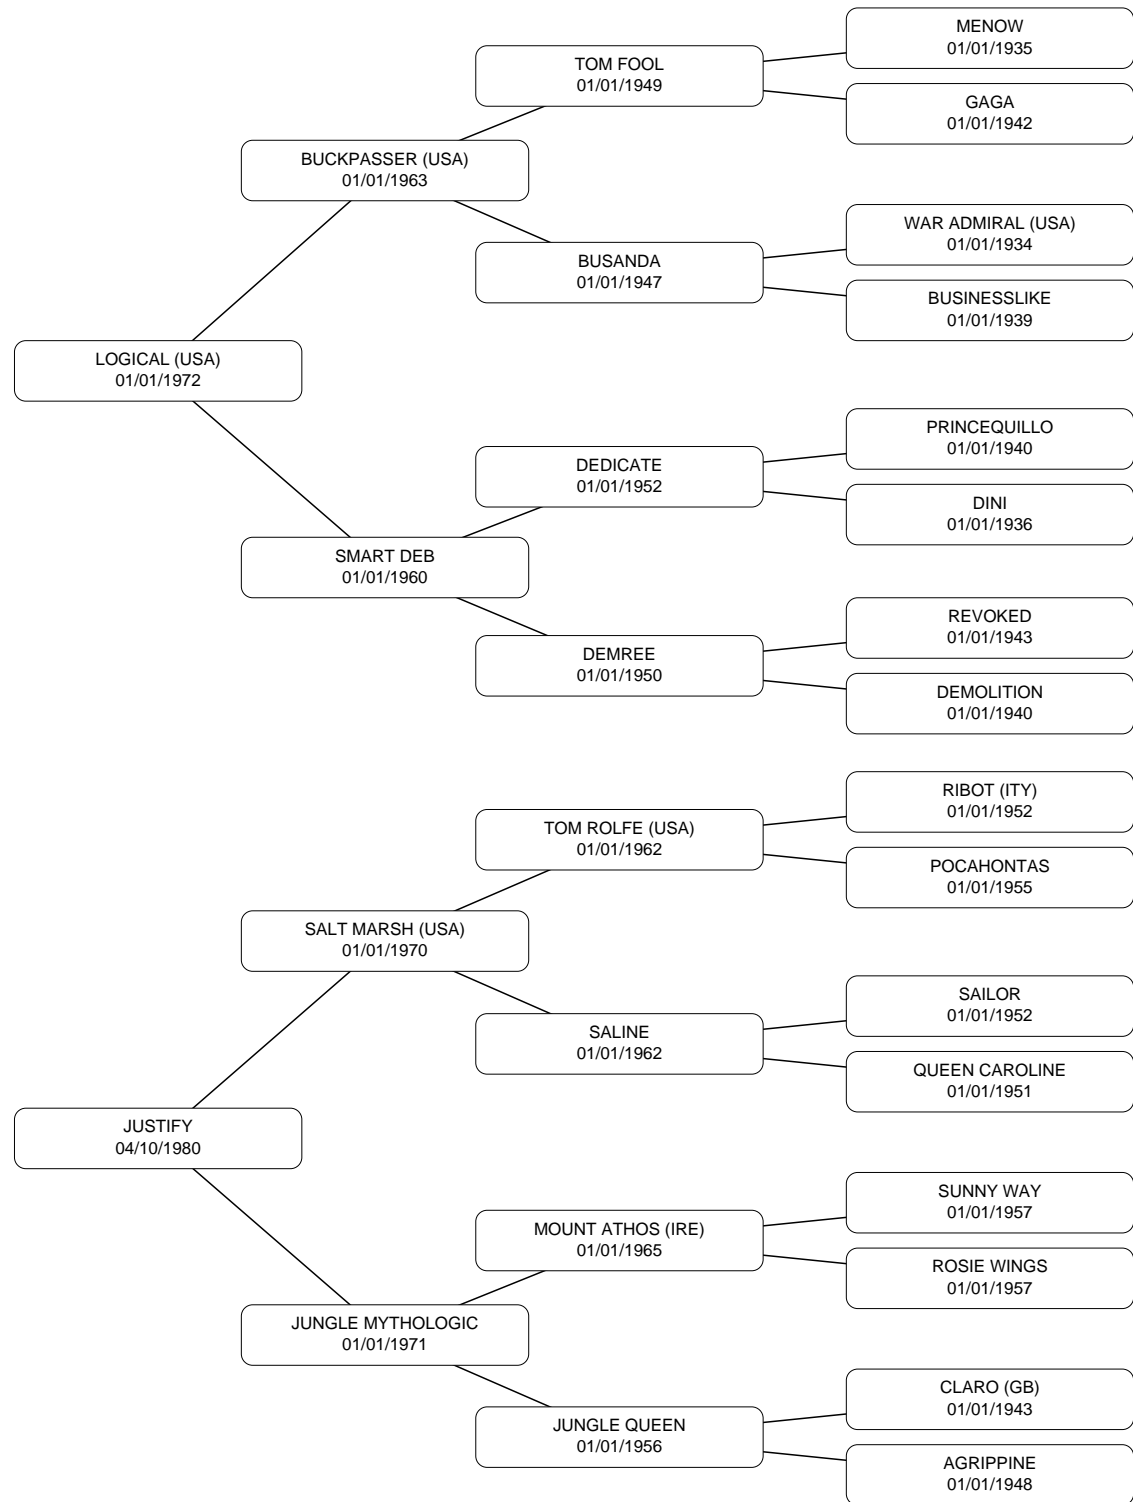 MENOW
01/01/1935
TOM FOOL
01/01/1949
GAGA
01/01/1942
BUCKPASSER (USA)
01/01/1963
WAR ADMIRAL (USA)
01/01/1934
BUSANDA
01/01/1947
BUSINESSLIKE
01/01/1939
LOGICAL (USA)
01/01/1972
PRINCEQUILLO
01/01/1940
DEDICATE
01/01/1952
DINI
01/01/1936
SMART DEB
01/01/1960
REVOKED
01/01/1943
DEMREE
01/01/1950
DEMOLITION
01/01/1940
RIBOT (ITY)
01/01/1952
TOM ROLFE (USA)
01/01/1962
POCAHONTAS
01/01/1955
SALT MARSH (USA)
01/01/1970
SAILOR
01/01/1952
SALINE
01/01/1962
QUEEN CAROLINE
01/01/1951
JUSTIFY
04/10/1980
SUNNY WAY
01/01/1957
MOUNT ATHOS (IRE)
01/01/1965
ROSIE WINGS
01/01/1957
JUNGLE MYTHOLOGIC
01/01/1971
CLARO (GB)
01/01/1943
JUNGLE QUEEN
01/01/1956
AGRIPPINE
01/01/1948